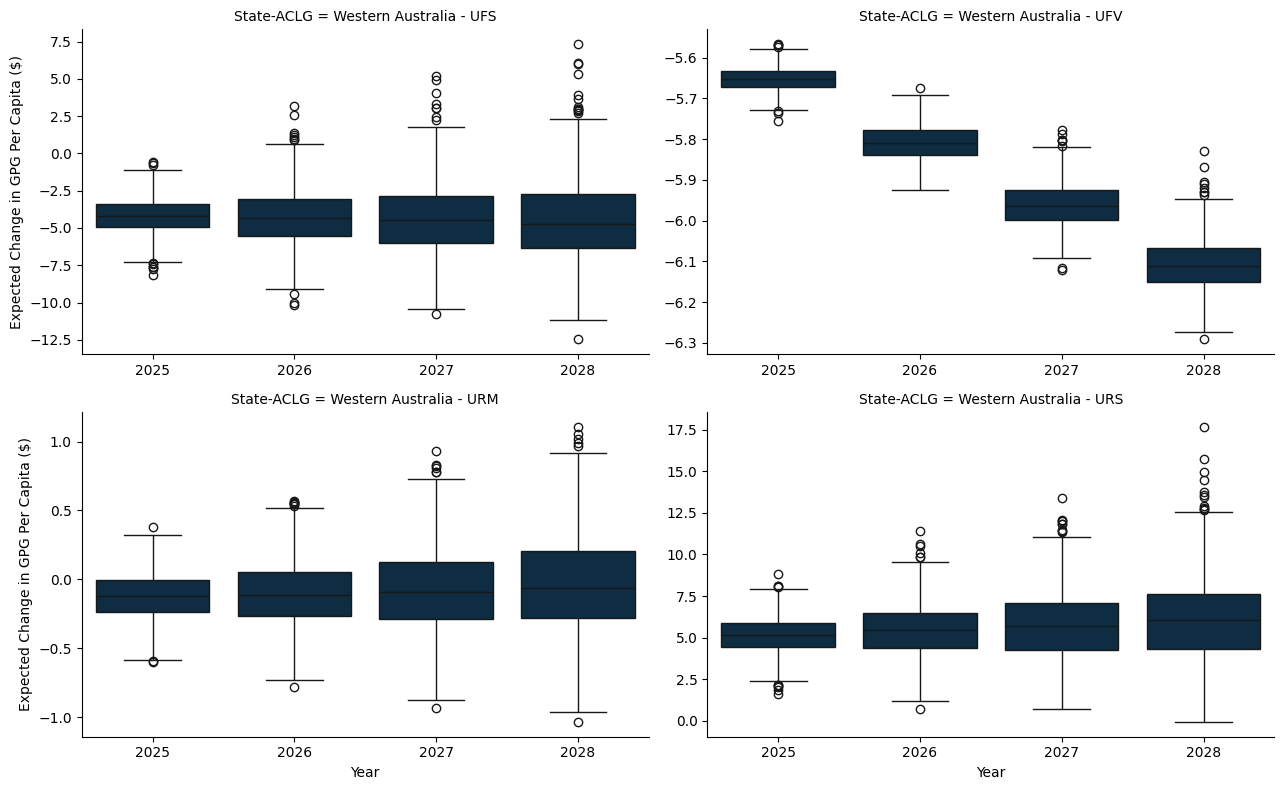 State-ACLG = Western Australia - UFS
Expected Change in GPG Per Capita ($)
7.5
5.0
2.5
0.0
−2.5
−5.0
−7.5
−10.0
−12.5
2025 2026 2027 2028
State-ACLG = Western Australia - UFV
−5.6
−5.7
−5.8
−5.9
−6.0
−6.1
−6.2
−6.3
2025 2026 2027 2028
State-ACLG = Western Australia - URM
Expected Change in GPG Per Capita ($)
1.0
0.5
0.0
−0.5
−1.0
2025 2026 2027 2028
Year
State-ACLG = Western Australia - URS
17.5
15.0
12.5
10.0
7.5
5.0
2.5
0.0
2025 2026 2027 2028
Year